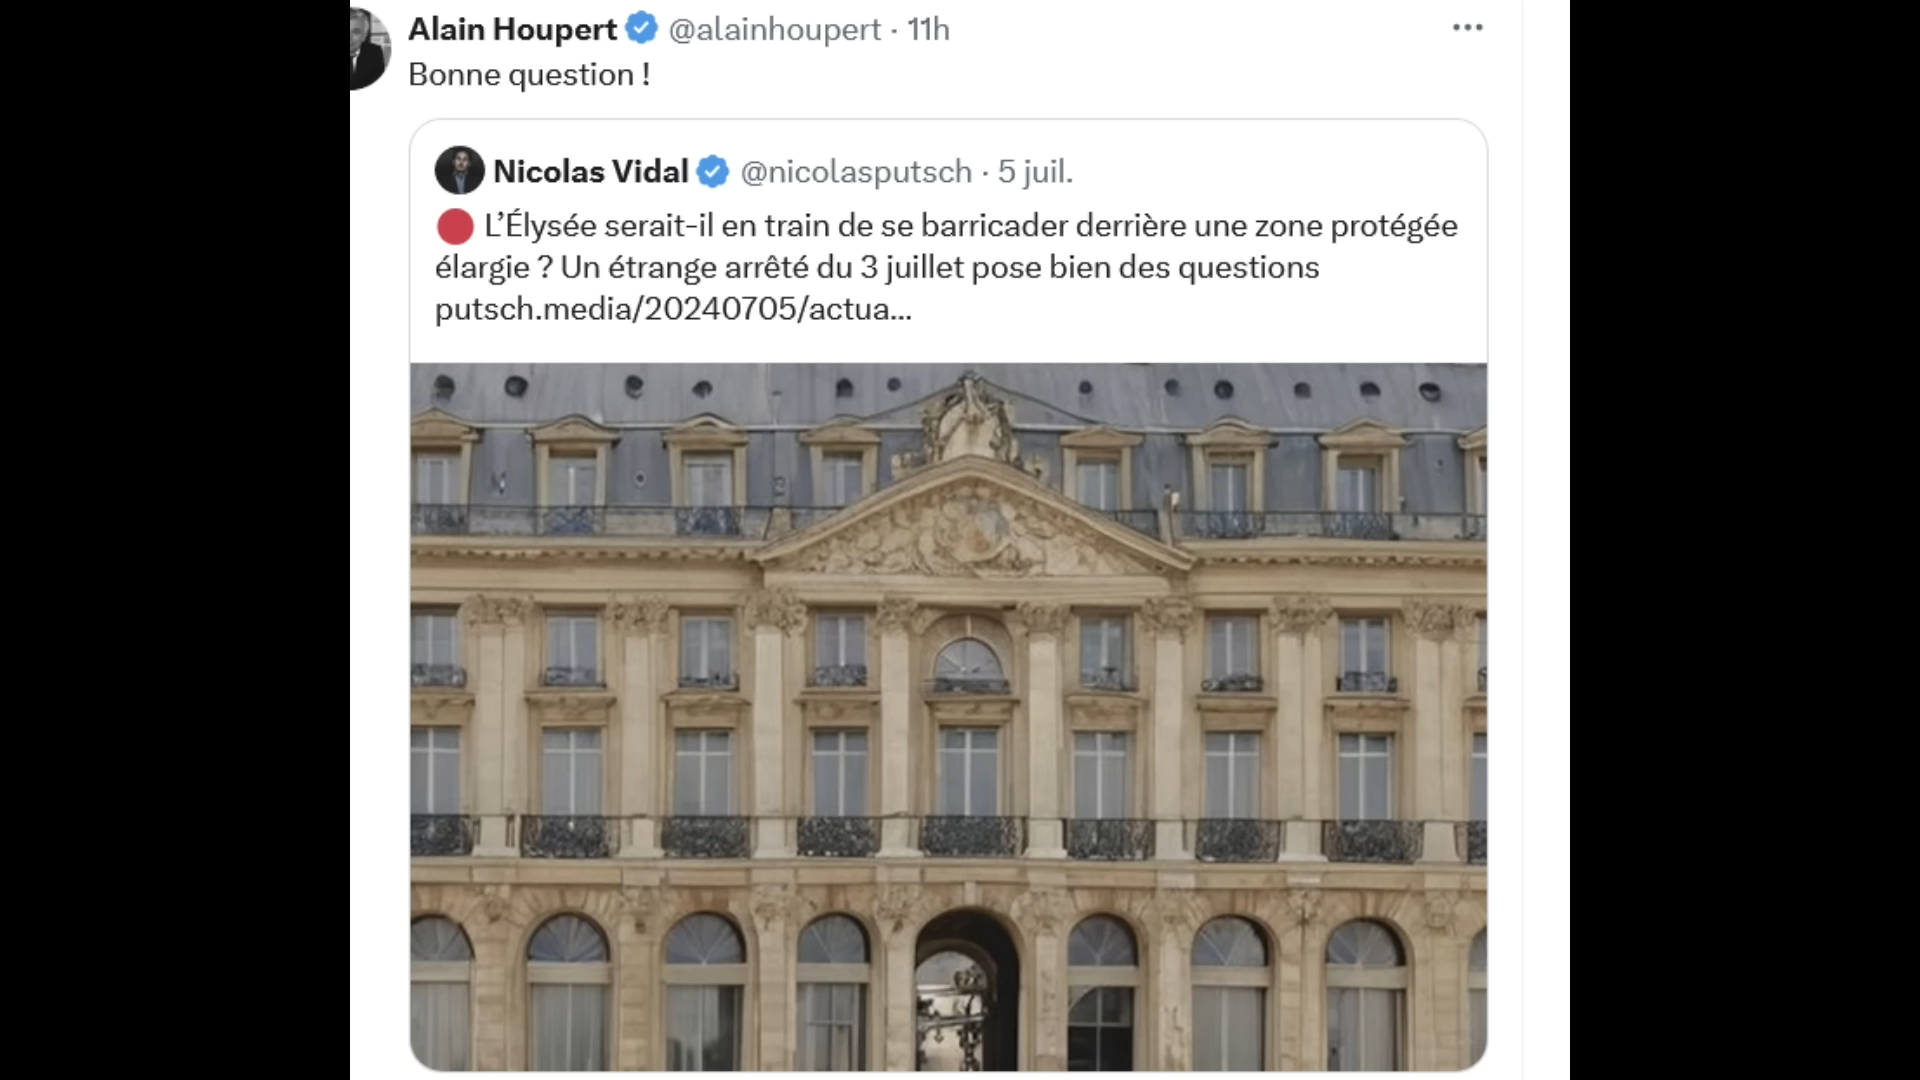 Alain Houpert @alainhoupert · 11h
Bonne question !
Nicolas Vidal @nicolasputsch · 5 juil.
L’Élysée serait-il en train de se barricader derrière une zone protégée
élargie ? Un étrange arrêté du 3 juillet pose bien des questions
putsch.media/20240705/actua...